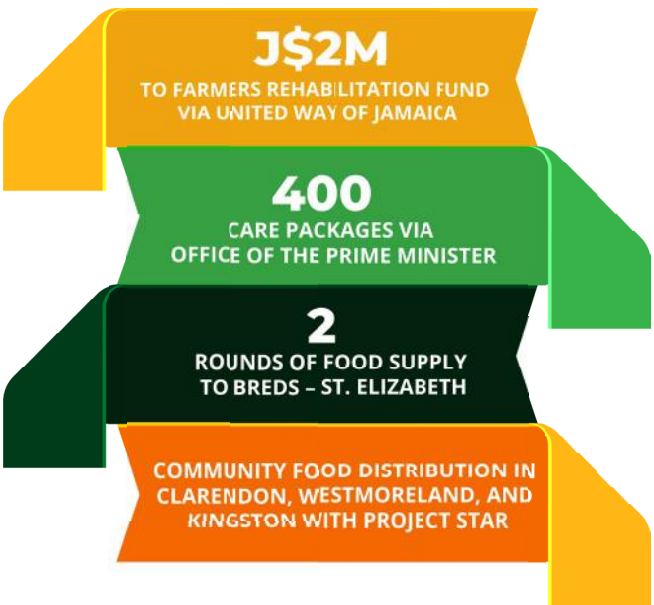 J$2M
TO FARMERS REHABILITATION FUND
VIA UNITED WAY OF JAMAICA
400
CARE PACKAGES VIA
OFFICE OF THE PRIME MINISTER
2
ROUNDS OF FOOD SUPPLY
TO BREDS – ST. ELIZABETH
COMMUNITY FOOD DISTRIBUTION IN
CLARENDON, WESTMORELAND, AND
KINGSTON WITH PROJECT STAR